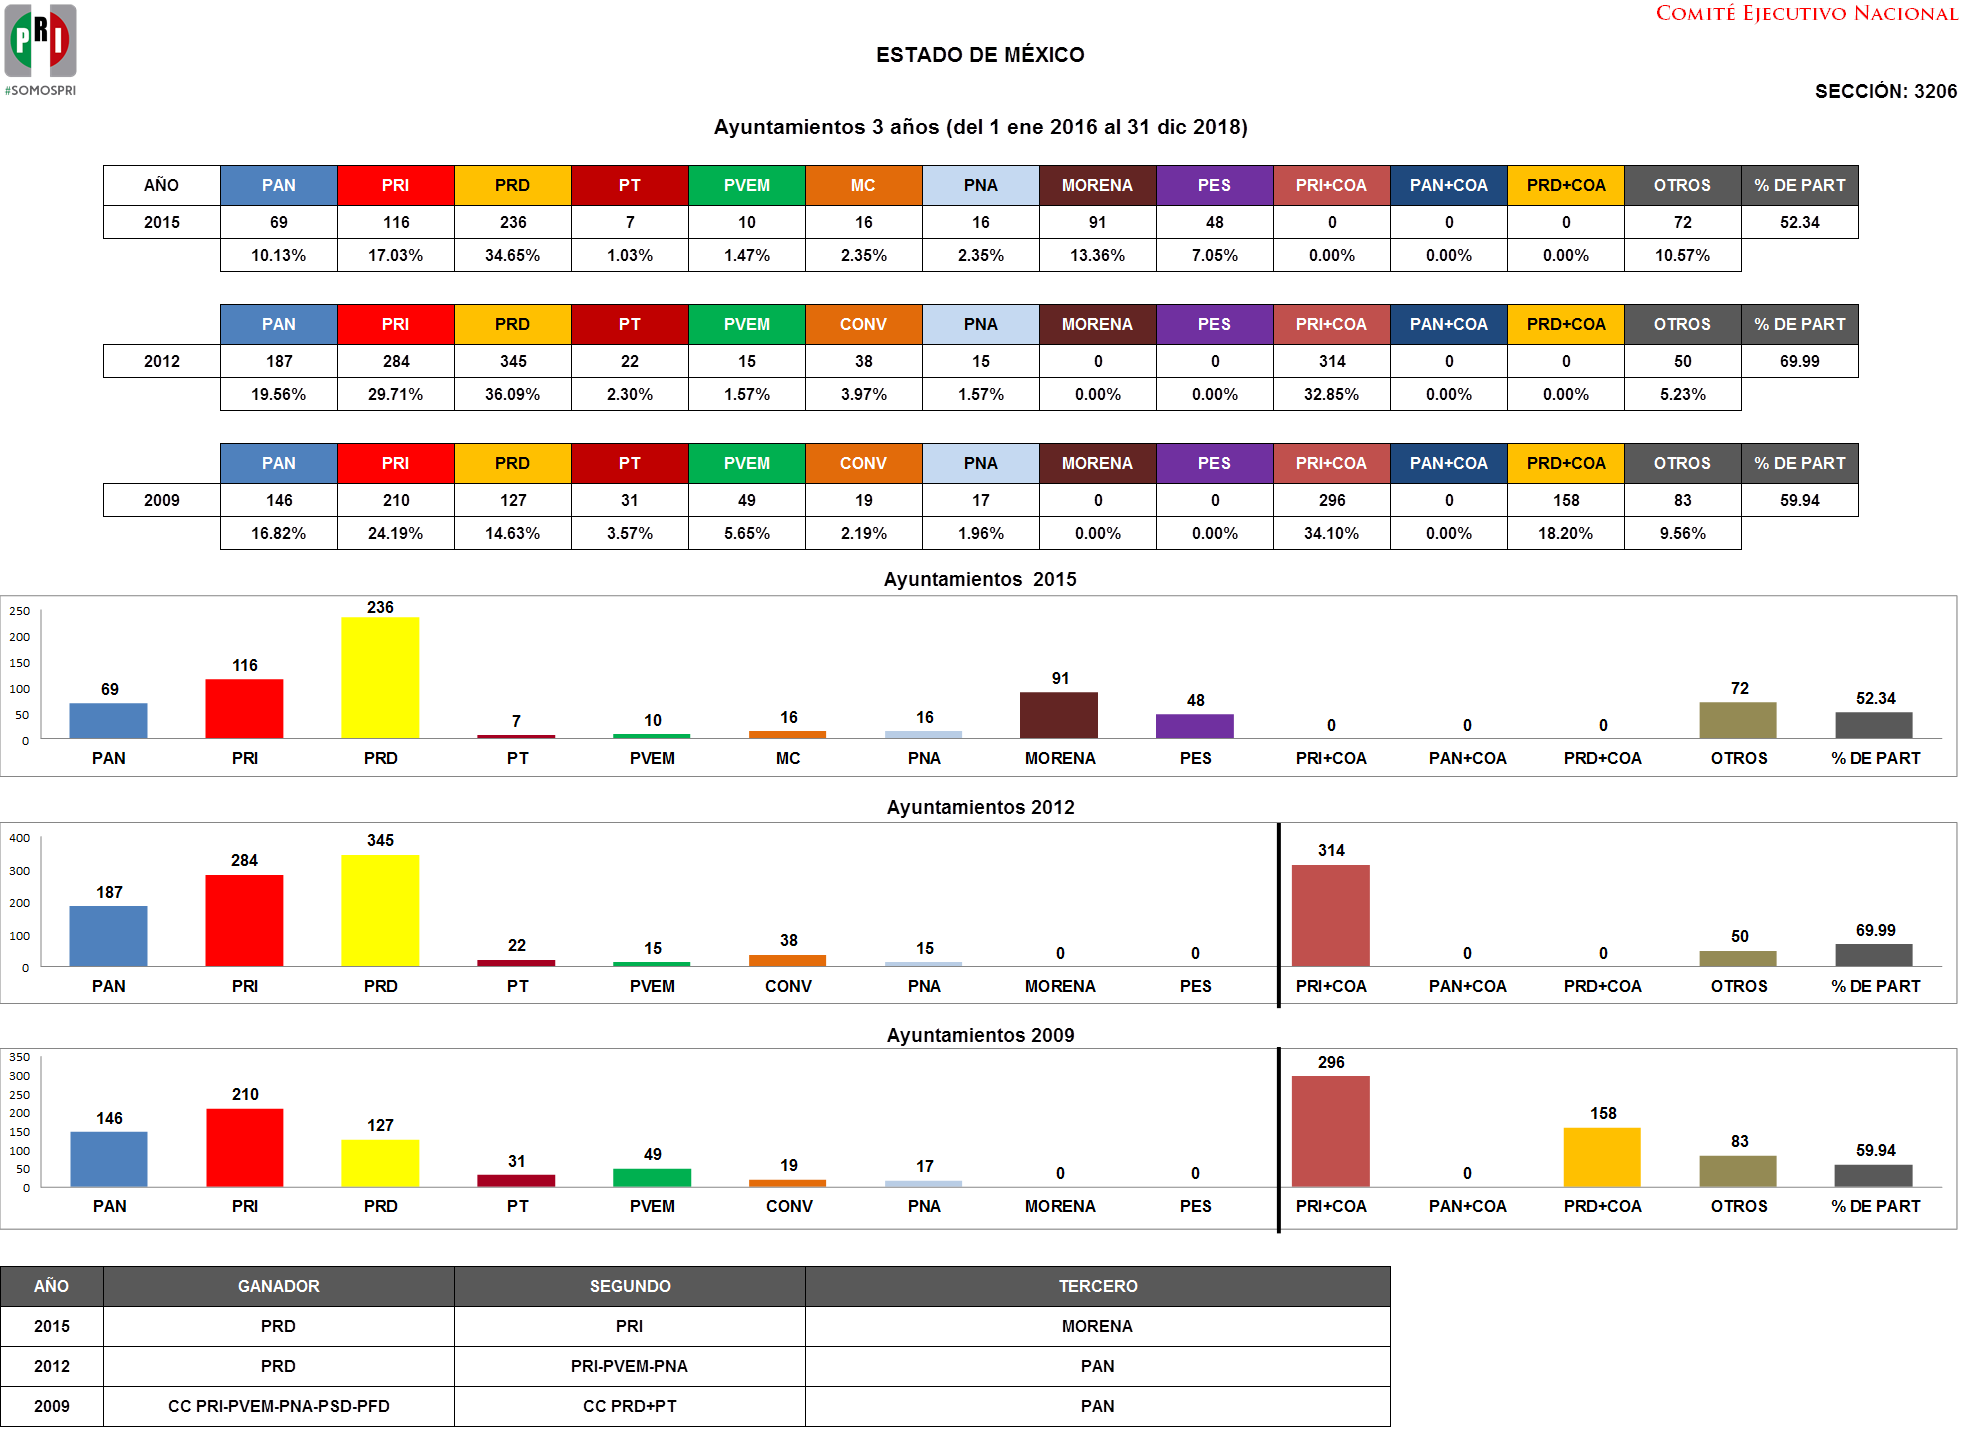 PRI
#SOMOSPRI
COMITÉ EJECUTIVO NACIONAL
ESTADO DE MÉXICO
SECCIÓN: 3206
Ayuntamientos 3 años (del 1 ene 2016 al 31 dic 2018)
AÑO PAN PRI PRD PT PVEM MC PNA MORENA PES PRI+COA PAN+COA PRD+COA OTROS % DE PART
2015 69 116 236 7 10 16 16 91 48 0 0 0 72 52.34
10.13% 17.03% 34.65% 1.03% 1.47% 2.35% 2.35% 13.36% 7.05% 0.00% 0.00% 0.00% 10.57%
PAN PRI PRD PT PVEM CONV PNA MORENA PES PRI+COA PAN+COA PRD+COA OTROS % DE PART
2012 187 284 345 22 15 38 15 0 0 314 0 0 50 69.99
19.56% 29.71% 36.09% 2.30% 1.57% 3.97% 1.57% 0.00% 0.00% 32.85% 0.00% 0.00% 5.23%
PAN PRI PRD PT PVEM CONV PNA MORENA PES PRI+COA PAN+COA PRD+COA OTROS % DE PART
2009 146 210 127 31 49 19 17 0 0 296 0 158 83 59.94
16.82% 24.19% 14.63% 3.57% 5.65% 2.19% 1.96% 0.00% 0.00% 34.10% 0.00% 18.20% 9.56%
Ayuntamientos 2015
250
200
150
100
50
0
69 116 236 7 10 16 16 91 48 0 0 0 72 52.34
PAN PRI PRD PT PVEM MC PNA MORENA PES PRI+COA PAN+COA PRD+COA OTROS % DE PART
Ayuntamientos 2012
400
300
200
100
0
187 284 345 22 15 38 15 0 0 314 0 0 50 69.99
PAN PRI PRD PT PVEM CONV PNA MORENA PES PRI+COA PAN+COA PRD+COA OTROS % DE PART
Ayuntamientos 2009
350
300
250
200
150
100
50
0
146 210 127 31 49 19 17 0 0 296 0 158 83 59.94
PAN PRI PRD PT PVEM CONV PNA MORENA PES PRI+COA PAN+COA PRD+COA OTROS % DE PART
AÑO GANADOR SEGUNDO TERCERO
2015 PRD PRI MORENA
2012 PRD PRI-PVEM-PNA PAN
2009 CC PRI-PVEM-PNA-PSD-PFD CC PRD+PT PAN